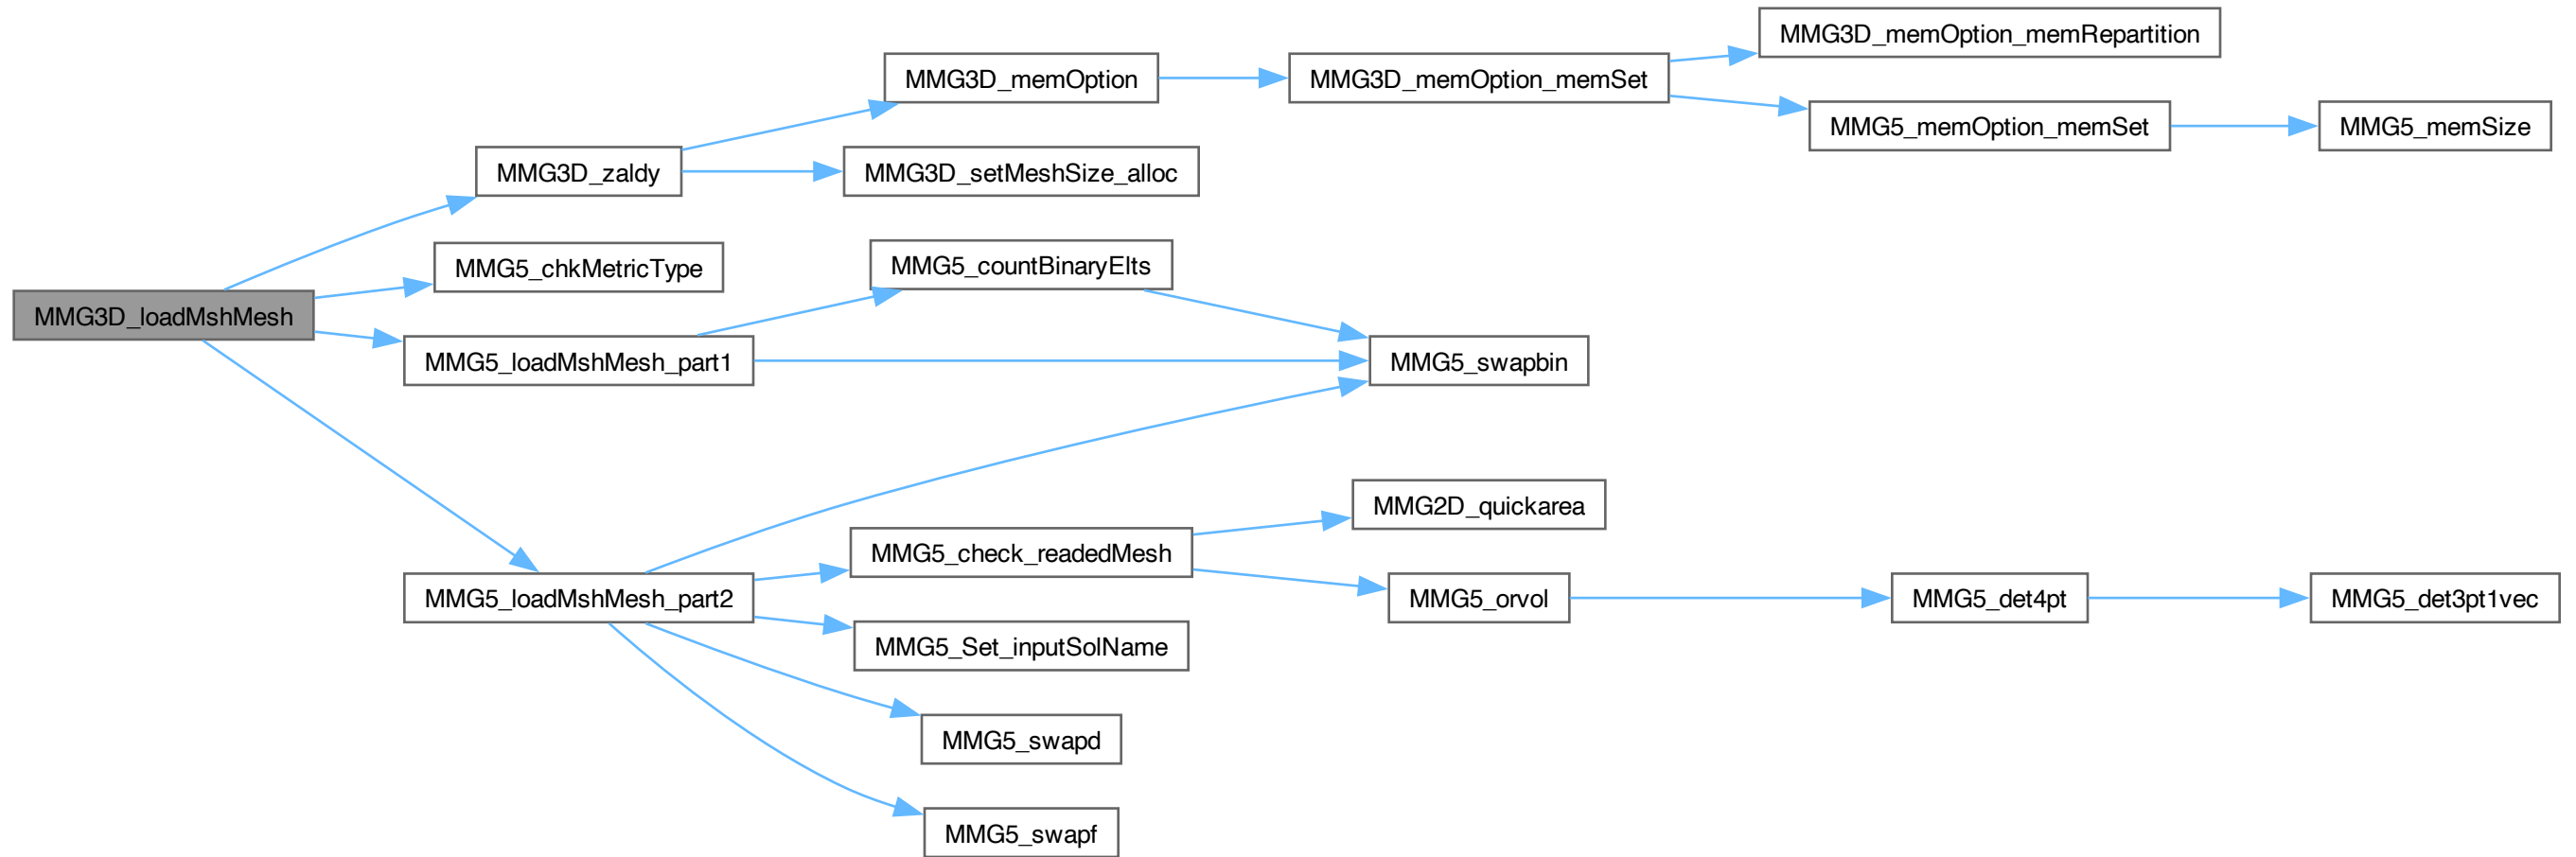 MMG3D_memOption_memRepartition
MMG3D_memOption
MMG3D_memOption_memSet
MMG5_memOption_memSet
MMG5_memSize
MMG3D_zaldy
MMG3D_setMeshSize_alloc
MMG5_chkMetricType
MMG5_countBinaryElts
MMG3D_loadMshMesh
MMG5_loadMshMesh_part1
MMG5_swapbin
MMG2D_quickarea
MMG5_check_readedMesh
MMG5_loadMshMesh_part2
MMG5_orvol
MMG5_det4pt
MMG5_det3pt1vec
MMG5_Set_inputSolName
MMG5_swapd
MMG5_swapf